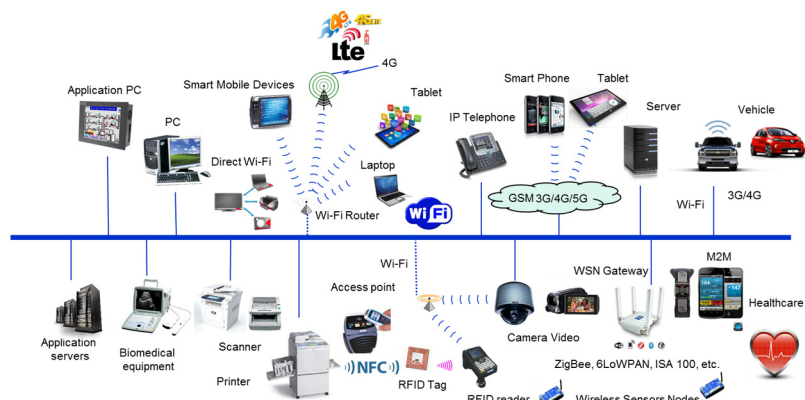 4G LTE
4G LTE
Lte
4G
Application PC
PC
Smart Mobile Devices
Tablet
Direct Wi-Fi
Laptop
Wi-Fi Router
Wi Fi
IP Telephone
Smart Phone
Tablet
Server
Vehicle
GSM 3G/4G/5G
Wi-Fi
3G/4G
Wi-Fi
Access point
Application
servers
Biomedical
equipment
Scanner
Printer
NFC
RFID Tag
RFID reader
Camera Video
WSN Gateway
M2M
Healthcare
ZigBee, 6LoWPAN, ISA 100, etc.
Wireless Sensors Nodes